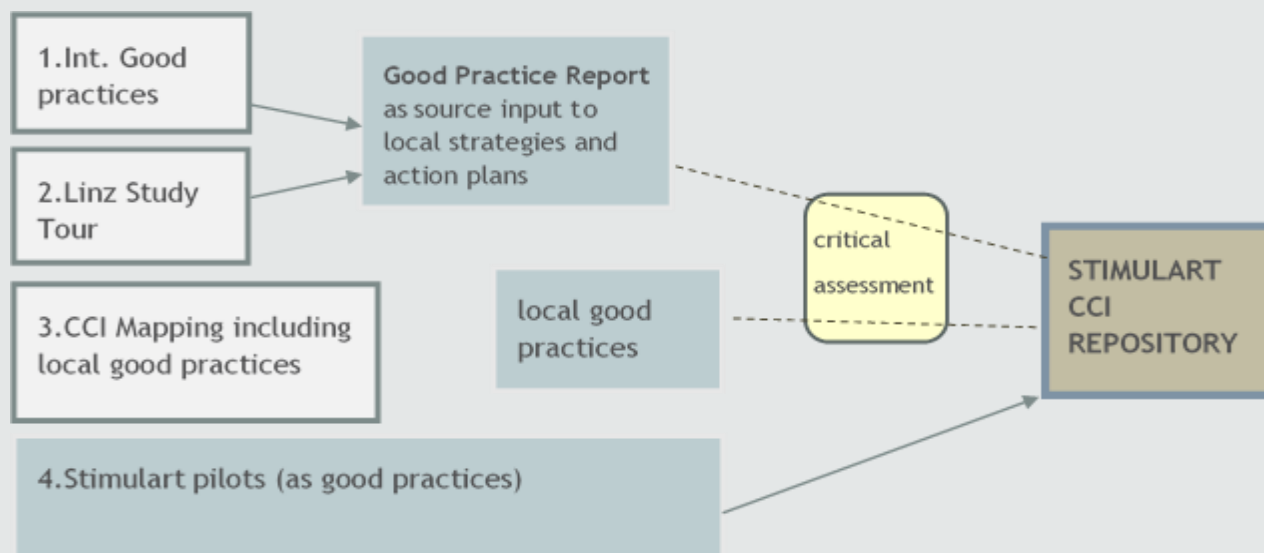 1.Int. Good
practices
Good Practice Report
as source input to
local strategies and
action plans
2.Linz Study
Tour
critical
assessment
STIMULART
CCI
REPOSITORY
3.CCI Mapping including
local good practices
local good
practices
4.Stimulart pilots (as good practices)